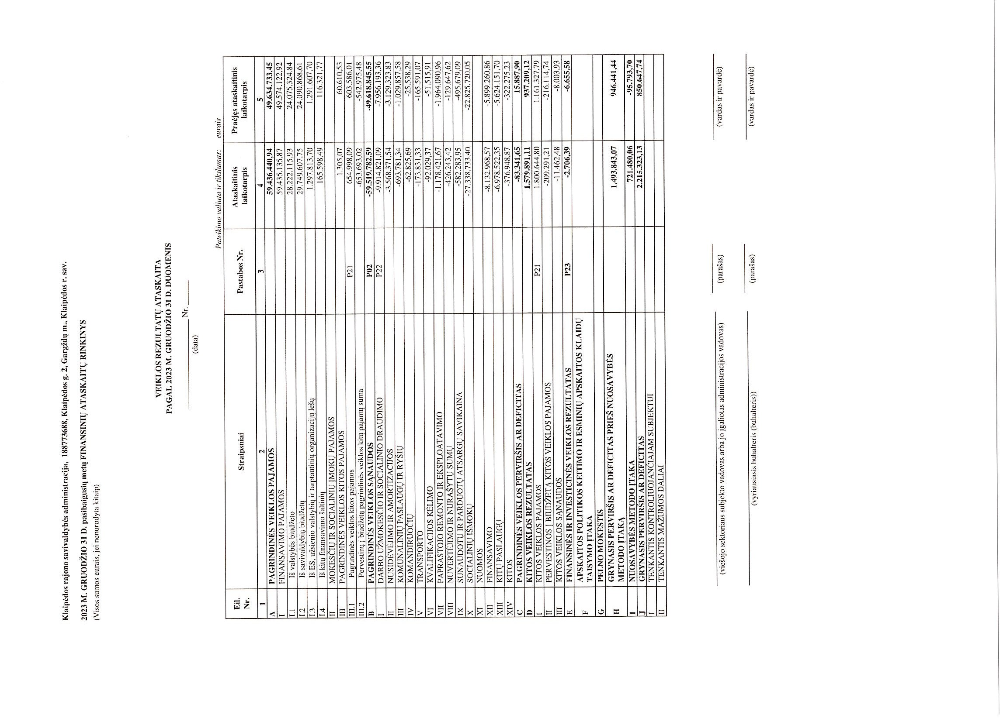 Klaipėdos rajono savivaldybės administracija, 188773688, Klaipėdos g. 2, Gargždų m., Klaipėdos r. sav.
2023 M. GRUODŽIO 31 D. pasibaigusių metų FINANSINIŲ ATASKAITŲ RINKINYS
(Visos sumos eurais, jei nenurodyta kitaip)
VEIKLOS REZULTATŲ ATASKAITA
PAGAL 2023 M. GRUODŽIO 31 D. DUOMENIS
Nr.
(data)
Pateikimo valiuta ir tikslumas: eurais
Eil. Nr. Straipsniai Pastabos Nr. Ataskaitinis laikotarpis Praėjęs ataskaitinis laikotarpis
1 2 3 4 5
A PAGRINDINĖS VEIKLOS PAJAMOS 59.436.440,94 49.634.733,45
I FINANSAVIMO PAJAMOS 59.435.135,87 49.574.122,92
I.1 Iš valstybės biudžeto 28.222.115,93 24.075.324,84
I.2 Iš savivaldybių biudžetų 29.749.607,75 24.090.868,61
I.3 Iš ES, užsienio valstybių ir tarptautinių organizacijų lėšų 1.297.813,70 1.291.607,70
I.4 Iš kitų finansavimo šaltinių 165.598,49 116.321,77
II MOKESČIŲ IR SOCIALINIŲ ĮMOKŲ PAJAMOS
III PAGRINDINĖS VEIKLOS KITOS PAJAMOS 1.305,07 60.610,53
III.1 Pagrindinės veiklos kitos pajamos P21 654.998,09 603.586,01
III.2 Pervestinų į biudžetą pagrindinės veiklos kitų pajamų suma -653.693,02 -542.975,48
B PAGRINDINĖS VEIKLOS SĄNAUDOS P02 -59.519.782,59 -49.618.845,55
I DARBO UŽMOKESČIO IR SOCIALINIO DRAUDIMO P22 -9.914.821,09 -7.956.193,36
II NUSIDĖVĖJIMO IR AMORTIZACIJOS -3.568.371,54 -3.129.323,83
III KOMUNALINIŲ PASLAUGŲ IR RYŠIŲ -693.781,34 -1.029.857,58
IV KOMANDIRUOČIŲ -62.825,69 -25.538,29
V TRANSPORTO -173.831,33 -165.591,07
VI KVALIFIKACIJOS KĖLIMO -92.029,37 -51.515,91
VII PAPRASTOJO REMONTO IR EKSPLOATAVIMO -1.178.421,67 -1.964.090,96
VIII NUVERTĖJIMO IR NURAŠYTŲ SUMŲ -426.243,42 -129.647,62
IX SUNAUDOTŲ IR PARDUOTŲ ATSARGŲ SAVIKAINA -582.283,95 -495.679,09
X SOCIALINIŲ IŠMOKŲ -27.338.733,40 -22.825.720,05
XI NUOMOS
XII FINANSAVIMO -8.132.968,57 -5.899.260,86
XIII KITŲ PASLAUGŲ -6.978.522,35 -5.624.151,70
XIV KITOS -376.948,87 -322.275,23
C PAGRINDINĖS VEIKLOS PERVIRŠIS AR DEFICITAS -83.341,65 15.887,90
D KITOS VEIKLOS REZULTATAS 1.579.891,11 937.209,12
I KITOS VEIKLOS PAJAMOS P21 1.800.644,80 1.161.327,79
II PERVESTINOS Į BIUDŽETĄ KITOS VEIKLOS PAJAMOS -209.291,21 -216.114,74
III KITOS VEIKLOS SĄNAUDOS -11.462,48 -8.003,93
E FINANSINĖS IR INVESTICINĖS VEIKLOS REZULTATAS P23 -2.706,39 -6.655,58
F APSKAITOS POLITIKOS KEITIMO IR ESMINIŲ APSKAITOS KLAIDŲ
TAISYMO ĮTAKA
G PELNO MOKESTIS
H GRYNASIS PERVIRŠIS AR DEFICITAS PRIEŠ NUOSAVYBĖS
METODO ĮTAKĄ 1.493.843,07 946.441,44
I NUOSAVYBĖS METODO ĮTAKA 721.480,06 -95.793,70
J GRYNASIS PERVIRŠIS AR DEFICITAS 2.215.323,13 850.647,74
I TENKANTIS KONTROLIUOJANČIAJAM SUBJEKTUI
II TENKANTIS MAŽUMOS DALIAI
(viešojo sektoriaus subjekto vadovas arba jo įgaliotas administracijos vadovas) (parašas) (vardas ir pavardė)
(vyriausiasis buhalteris (buhalteris)) (parašas) (vardas ir pavardė)